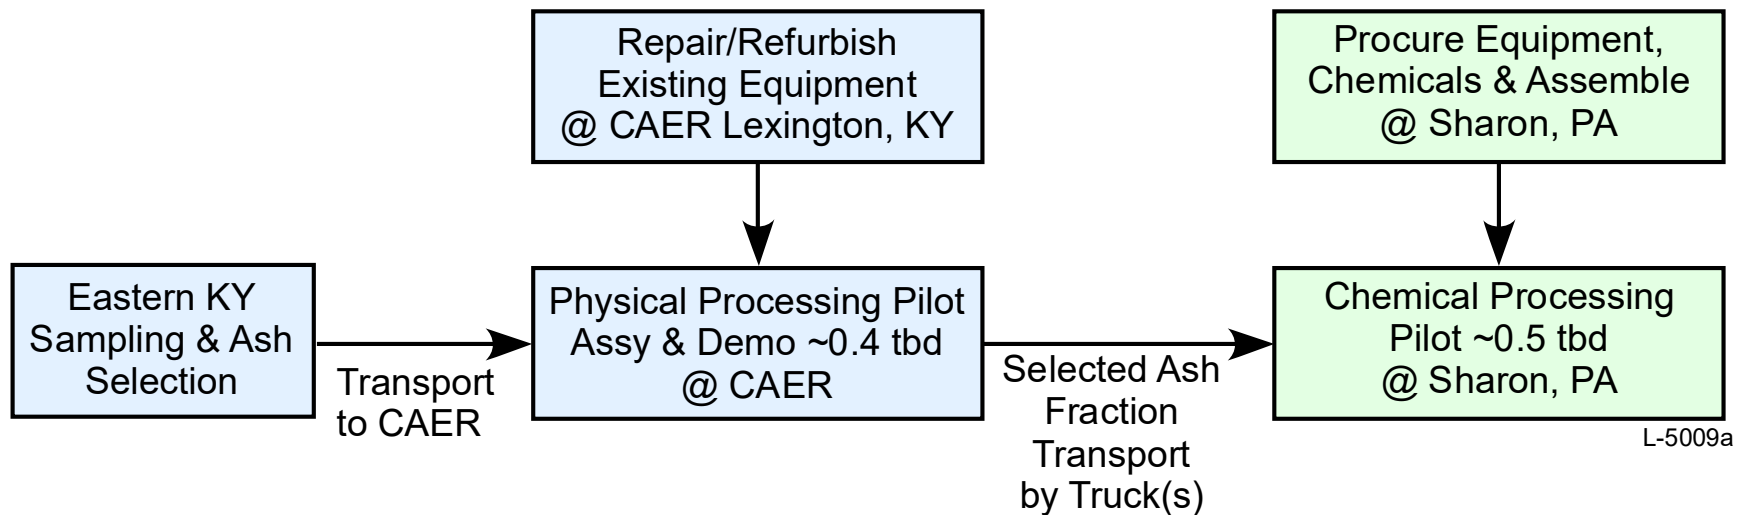 Repair/Refurbish
Existing Equipment
@ CAER Lexington, KY
Procure Equipment,
Chemicals & Assemble
@ Sharon, PA
Eastern KY
Sampling & Ash
Selection
Transport
to CAER
Physical Processing Pilot
Assy & Demo ~0.4 tbd
@ CAER
Selected Ash
Fraction
Transport
by Truck(s)
Chemical Processing
Pilot ~0.5 tbd
@ Sharon, PA
L-5009a